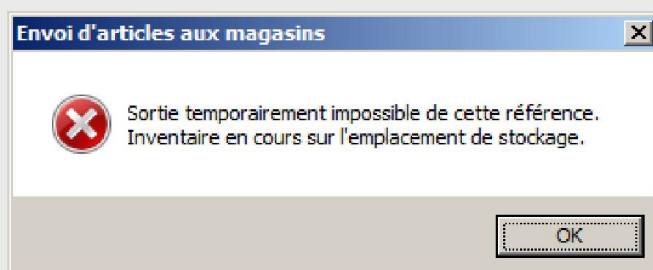 Envoi d'articles aux magasins
Sortie temporairement impossible de cette référence.
Inventaire en cours sur l'emplacement de stockage.
OK